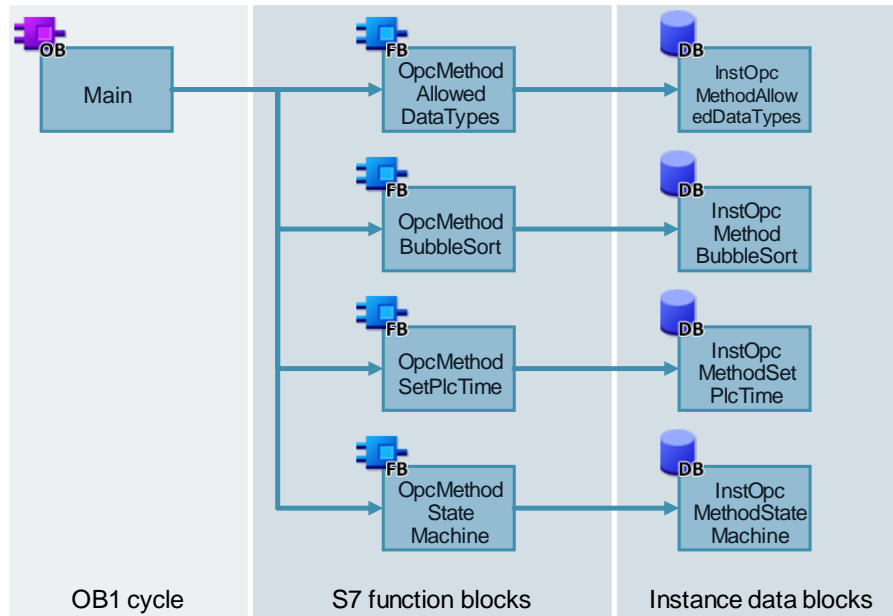 OB
Main
FB
OpcMethod
Allowed
DataTypes
DB
InstOpc
MethodAllow
edDataTypes
FB
OpcMethod
BubbleSort
DB
InstOpc
Method
BubbleSort
FB
OpcMethod
SetPlcTime
DB
InstOpc
MethodSet
PlcTime
FB
OpcMethod
State
Machine
DB
InstOpc
MethodState
Machine
OB1 cycle
S7 function blocks
Instance data blocks